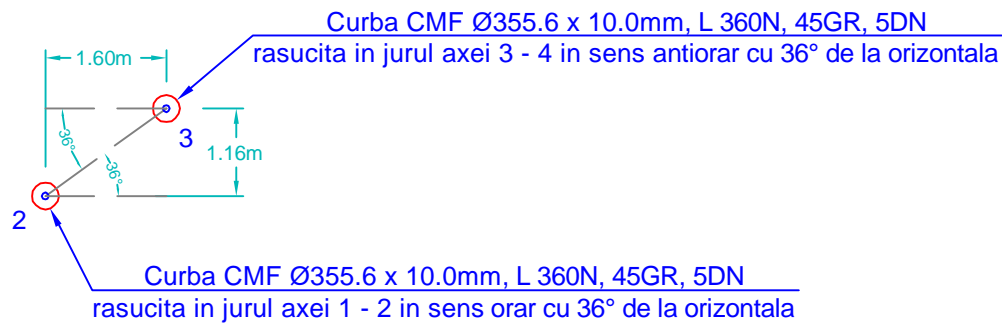 Curba CMF Ø355.6 x 10.0mm, L 360N, 45GR, 5DN
rasucita in jurul axei 3 - 4 in sens antiorar cu 36° de la orizontala
1.60m
3
36°
36°
1.16m
2
Curba CMF Ø355.6 x 10.0mm, L 360N, 45GR, 5DN
rasucita in jurul axei 1 - 2 in sens orar cu 36° de la orizontala